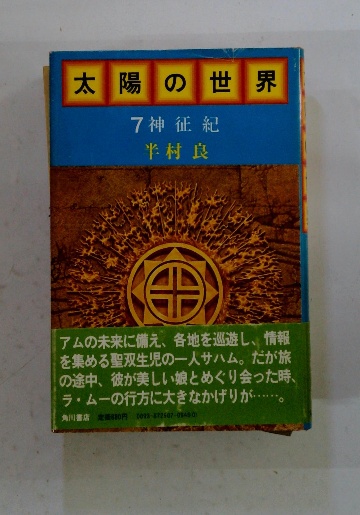 太陽の世界
7神征紀
半村良
アムの未来に備え、各地を巡遊し、情報
を集める聖双生児の一人サハム。だが旅
の途中、彼が美しい娘とめぐり会った時、
ラ・ムーの行方に大きなかげりが……。
角川書店